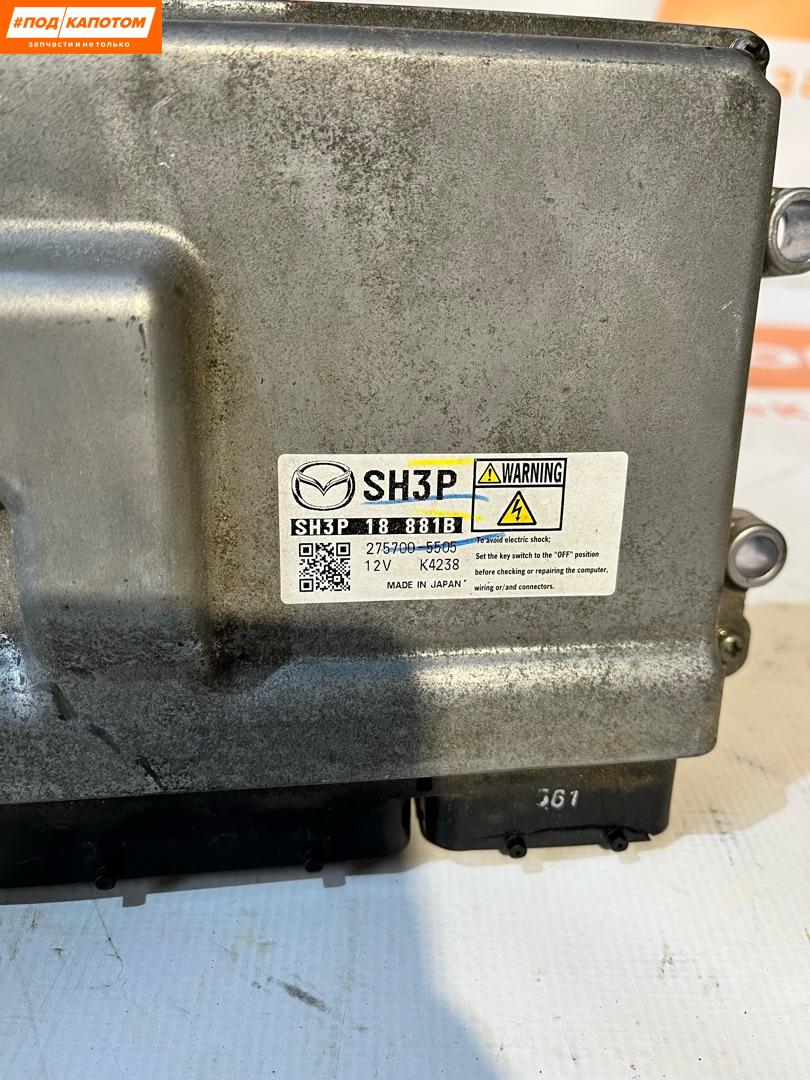 #ПОД КАПОТОМ
запчасти и не только
SH3P
WARNING
SH3P 18 881B
275700-5505
12V K4238
MADE IN JAPAN
To avoid electric shock;
Set the key switch to the "OFF" position
before checking or repairing the computer,
wiring or/and connectors.
561